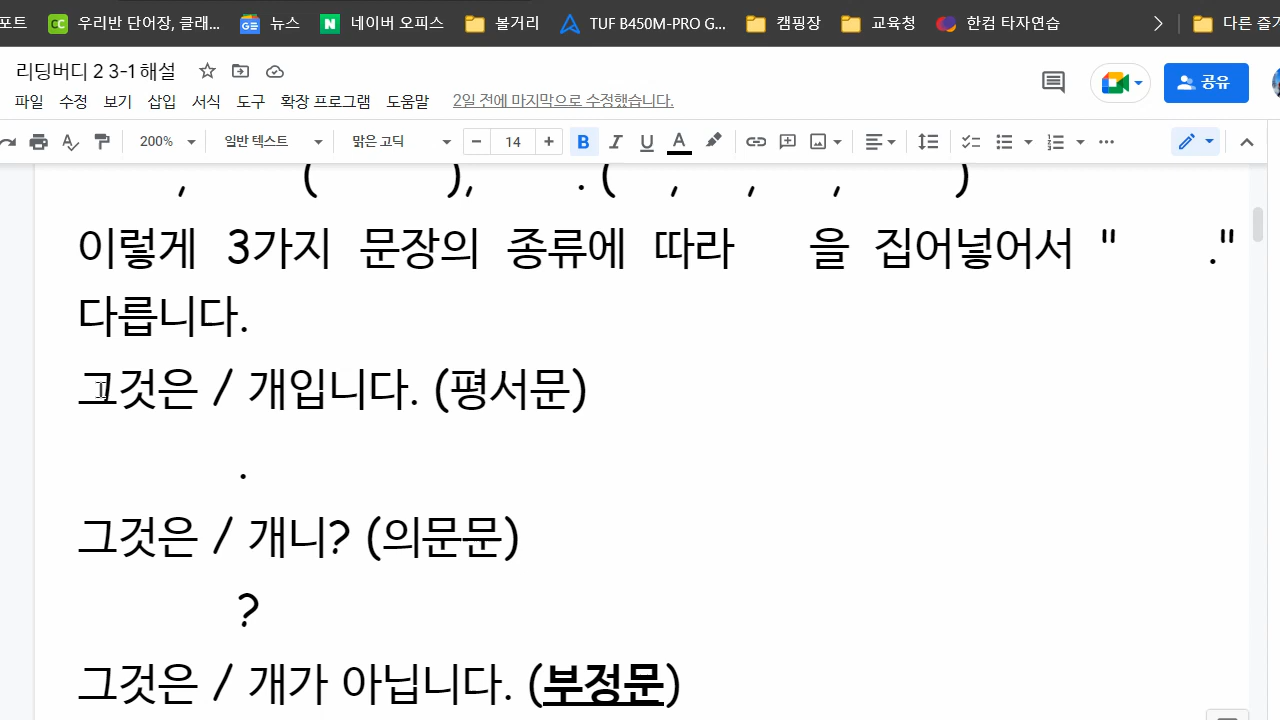 포트 우리반 단어장, 클래... 뉴스 네이버 오피스 볼거리 TUF B450M-PRO G... 캠핑장 교육청 한컴 타자연습 다른 즐겨
리딩버디 2 3-1 해설
공유
파일 수정 보기 삽입 서식 도구 확장 프로그램 도움말 2일 전에 마지막으로 수정했습니다.
200% 일반 텍스트 맑은 고딕 − 14 + B I U A
, ( ), . ( , , , )
이렇게 3가지 문장의 종류에 따라 을 집어넣어서 " ."
다릅니다.
그것은 / 개입니다. (평서문)
.
그것은 / 개니? (의문문)
?
그것은 / 개가 아닙니다. (부정문)